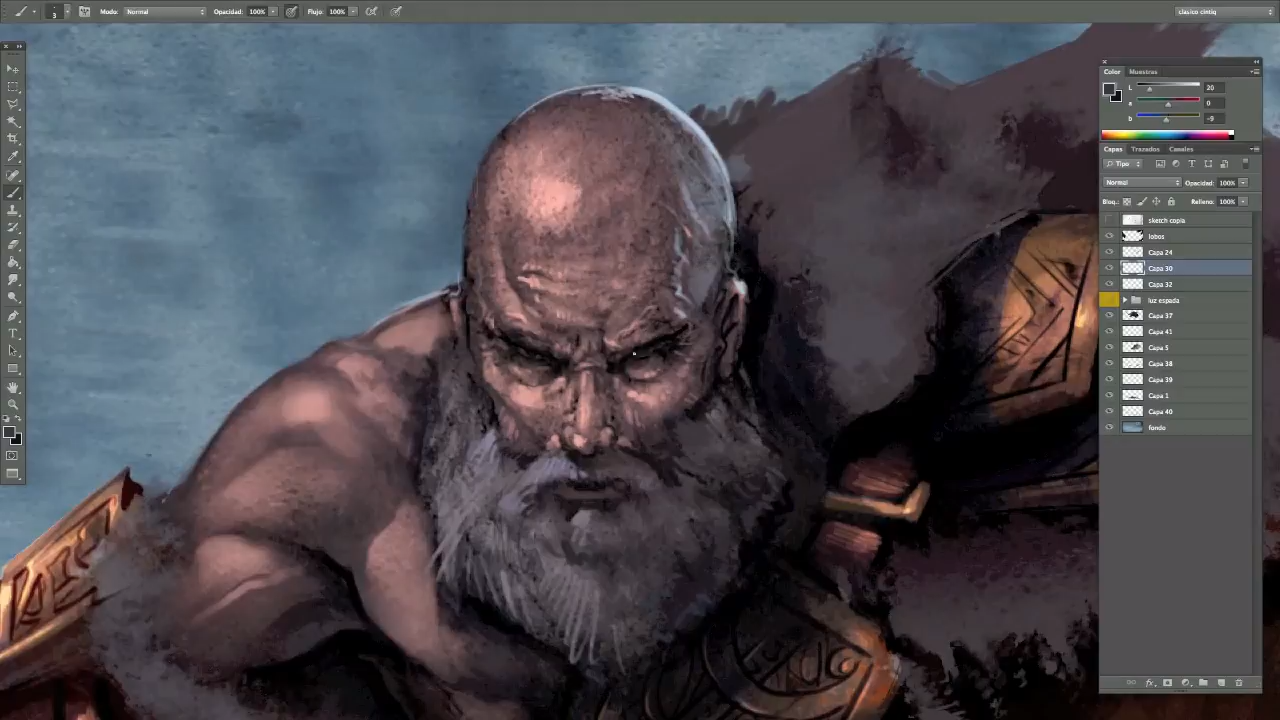 3 Modo: Normal Opacidad: 100% Flujo: 100% clasico cintiq
Color Muestras
L 20
a 0
b -9
Capas Trazados Canales
Tipo
Normal Opacidad: 100%
Bloq.: Relleno: 100%
sketch copia
lobos
Capa 24
Capa 30
Capa 32
luz espada
Capa 37
Capa 41
Capa 5
Capa 38
Capa 39
Capa 1
Capa 40
fondo